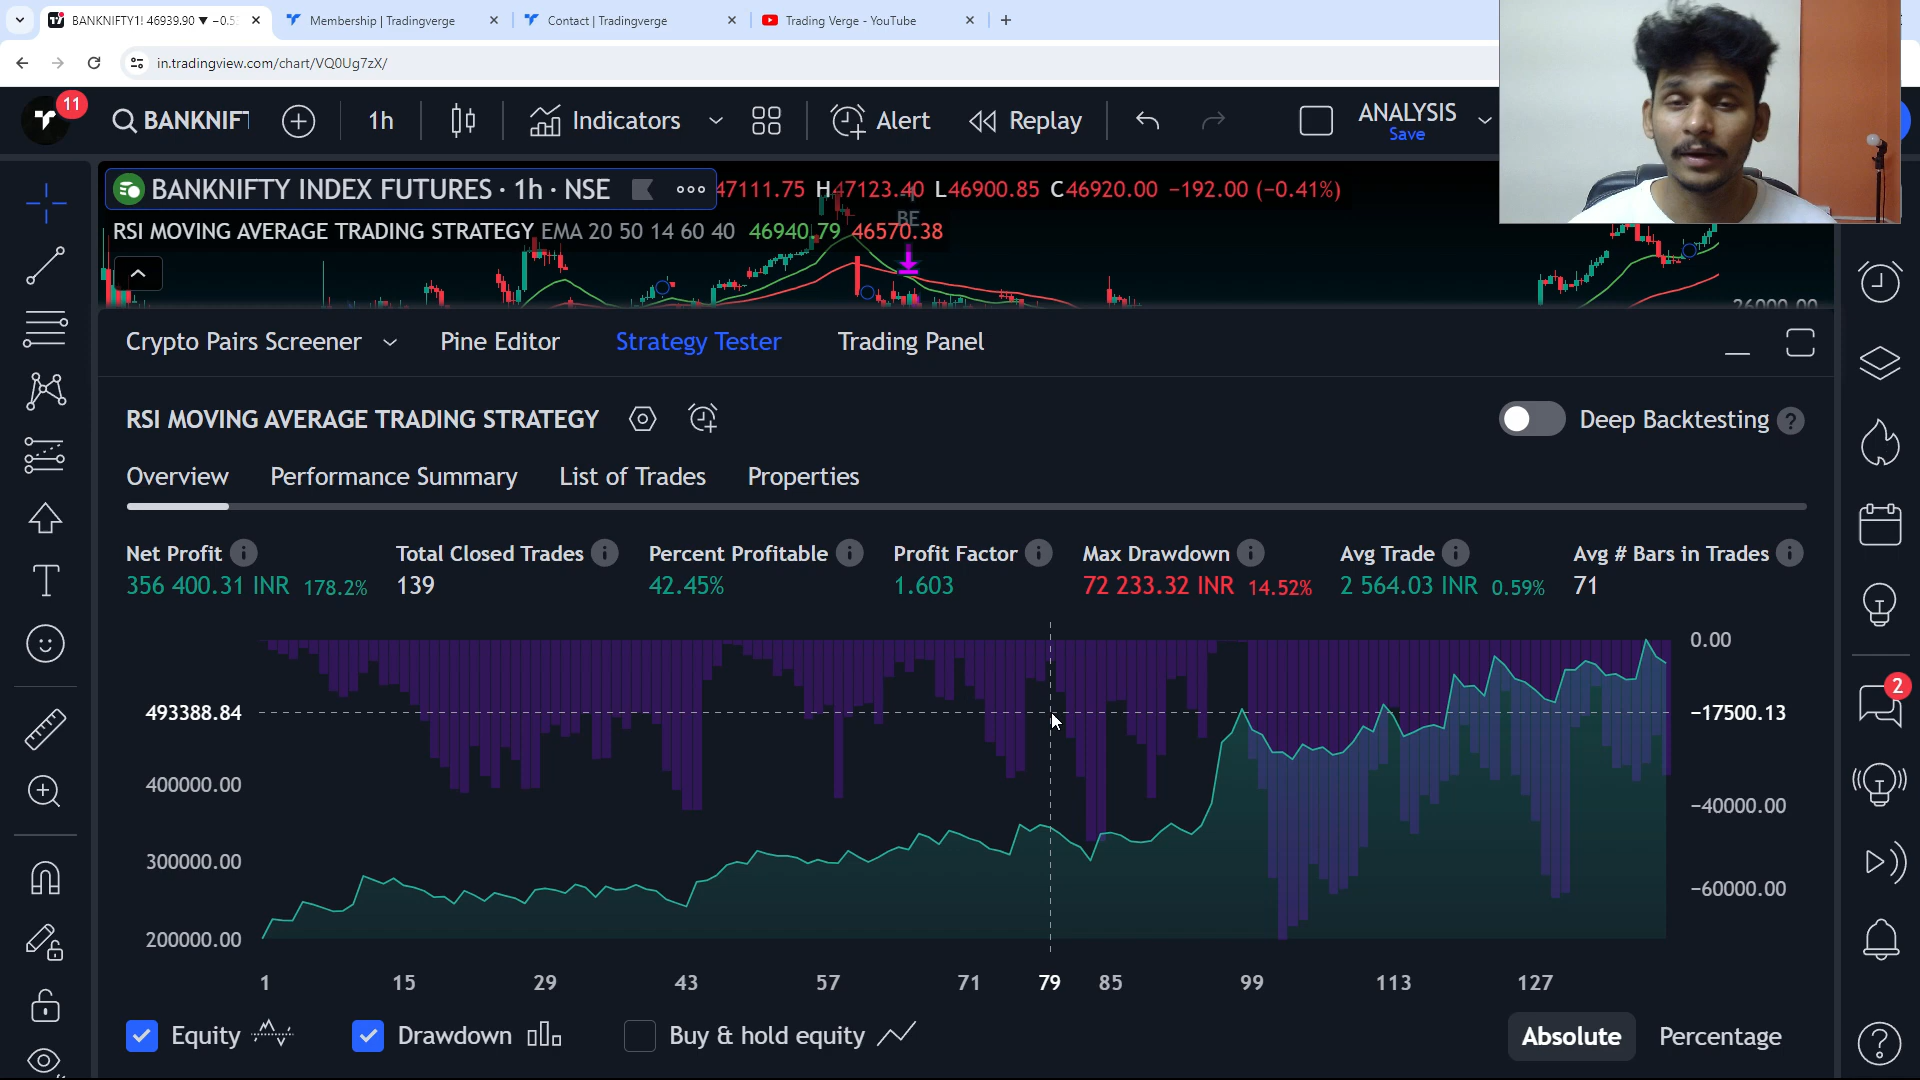 BANKNIFTY1! 46939.90 ▼ −0.5
Membership | Tradingverge
Contact | Tradingverge
Trading Verge - YouTube
in.tradingview.com/chart/VQ0Ug7zX/
11
BANKNIFT
1h
Indicators
Alert
Replay
ANALYSIS
Save
BANKNIFTY INDEX FUTURES · 1h · NSE
47111.75 H47123.40 L46900.85 C46920.00 −192.00 (−0.41%)
BE
RSI MOVING AVERAGE TRADING STRATEGY EMA 20 50 14 60 40 46940.79 46570.38
26000.00
Crypto Pairs Screener
Pine Editor
Strategy Tester
Trading Panel
RSI MOVING AVERAGE TRADING STRATEGY
Deep Backtesting
Overview
Performance Summary
List of Trades
Properties
Net Profit
Total Closed Trades
Percent Profitable
Profit Factor
Max Drawdown
Avg Trade
Avg # Bars in Trades
356 400.31 INR 178.2%
139
42.45%
1.603
72 233.32 INR 14.52%
2 564.03 INR 0.59%
71
0.00
493388.84
−17500.13
400000.00
−40000.00
300000.00
−60000.00
200000.00
1 15 29 43 57 71 79 85 99 113 127
2
Equity
Drawdown
Buy & hold equity
Absolute
Percentage